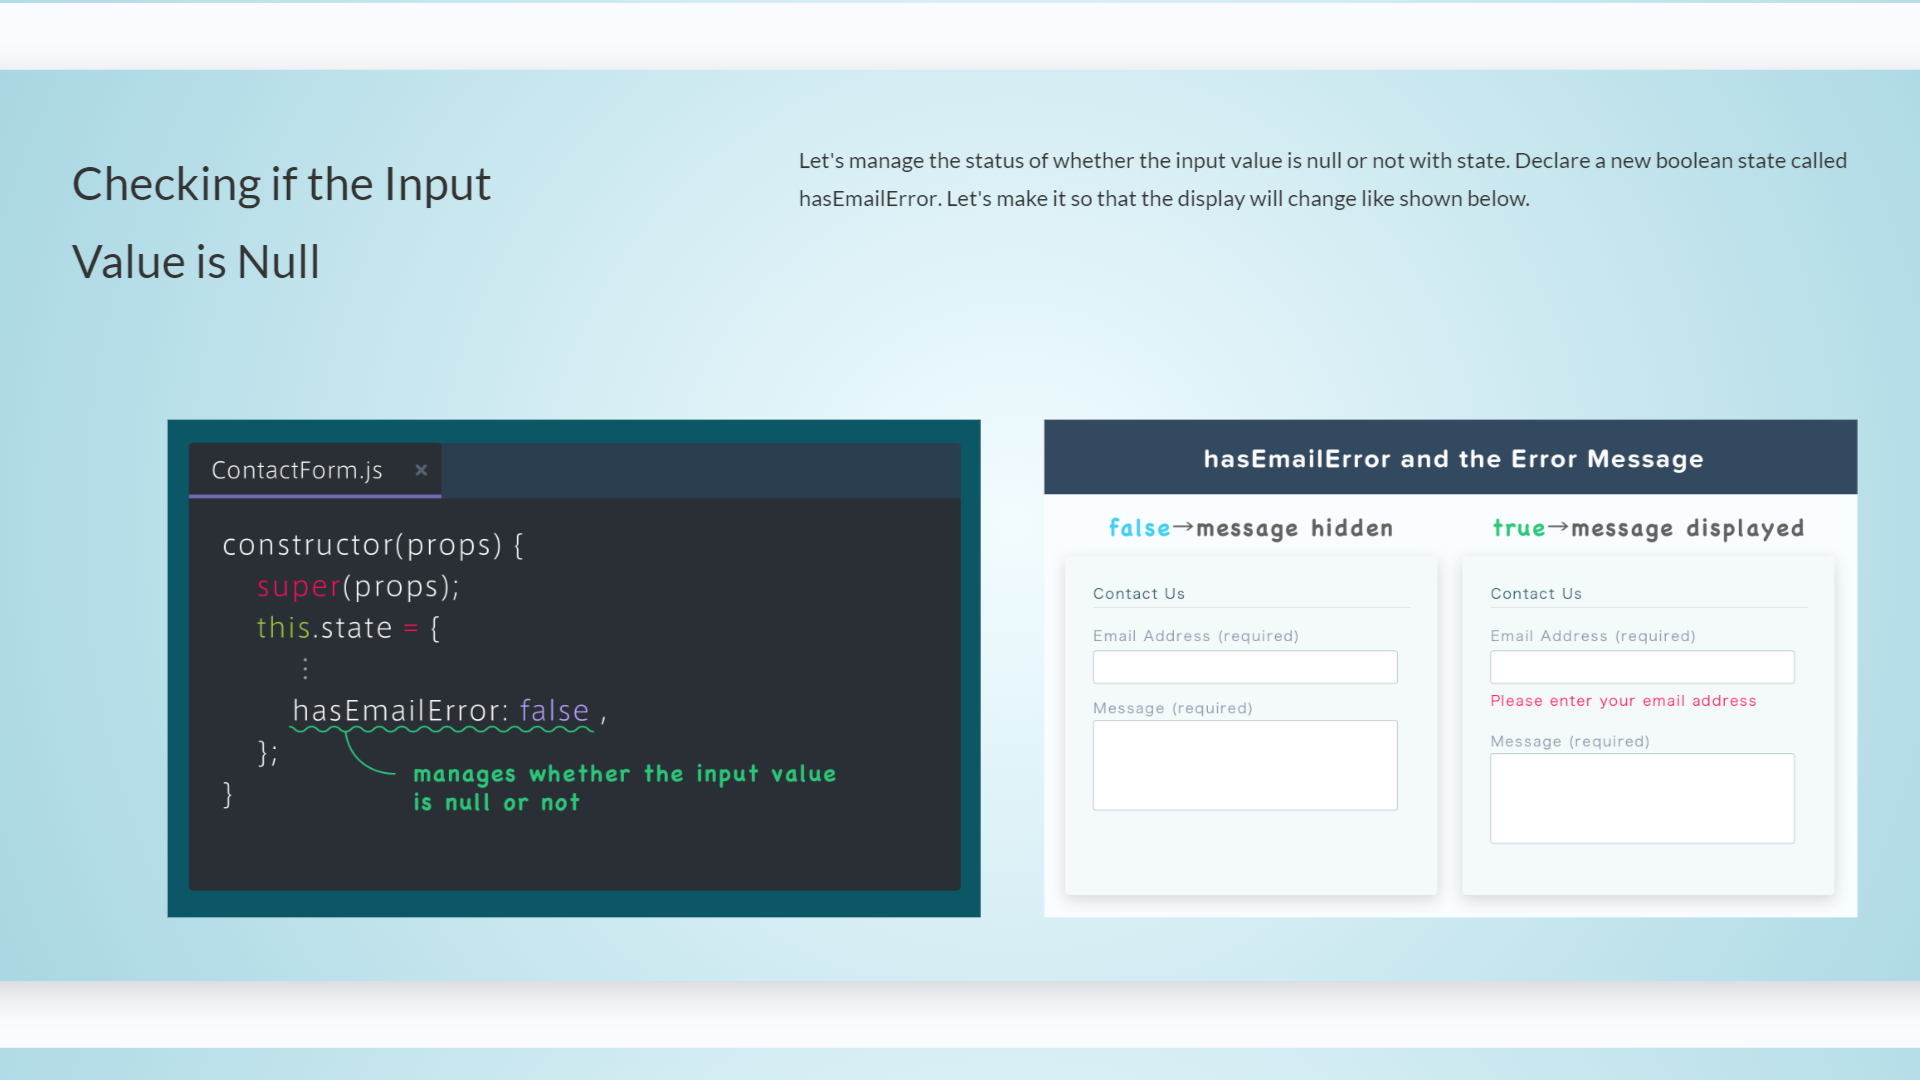 Checking if the Input
Value is Null
Let's manage the status of whether the input value is null or not with state. Declare a new boolean state called
hasEmailError. Let's make it so that the display will change like shown below.
ContactForm.js ×
constructor(props) {
super(props);
this.state = {
⋮
hasEmailError: false ,
};
}
manages whether the input value
is null or not
hasEmailError and the Error Message
false→message hidden
Contact Us
Email Address (required)
Message (required)
true→message displayed
Contact Us
Email Address (required)
Please enter your email address
Message (required)